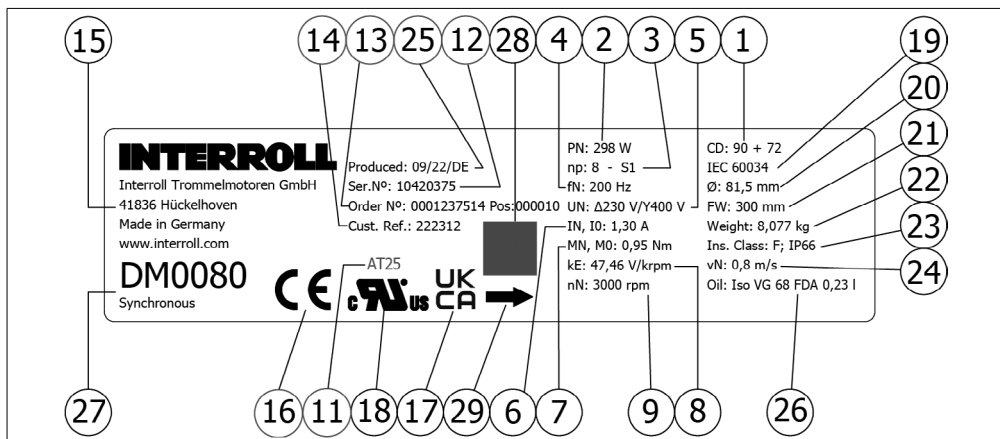 15 14 13 25 12 28 4 2 3 5 1 19
20
21
22
23
24
INTERROLL
Interroll Trommelmotoren GmbH
41836 Hückelhoven
Made in Germany
www.interroll.com
DM0080
Synchronous
Produced: 09/22/DE
Ser.Nº: 10420375
Order Nº: 0001237514 Pos:000010
Cust. Ref.: 222312
AT25
CE
c RU US
UK
CA
PN: 298 W
np: 8 - S1
fN: 200 Hz
UN: Δ230 V/Y400 V
IN, I0: 1,30 A
MN, M0: 0,95 Nm
kE: 47,46 V/krpm
nN: 3000 rpm
CD: 90 + 72
IEC 60034
Ø: 81,5 mm
FW: 300 mm
Weight: 8,077 kg
Ins. Class: F; IP66
vN: 0,8 m/s
Oil: Iso VG 68 FDA 0,23 l
27 16 11 18 17 29 6 7 9 8 26